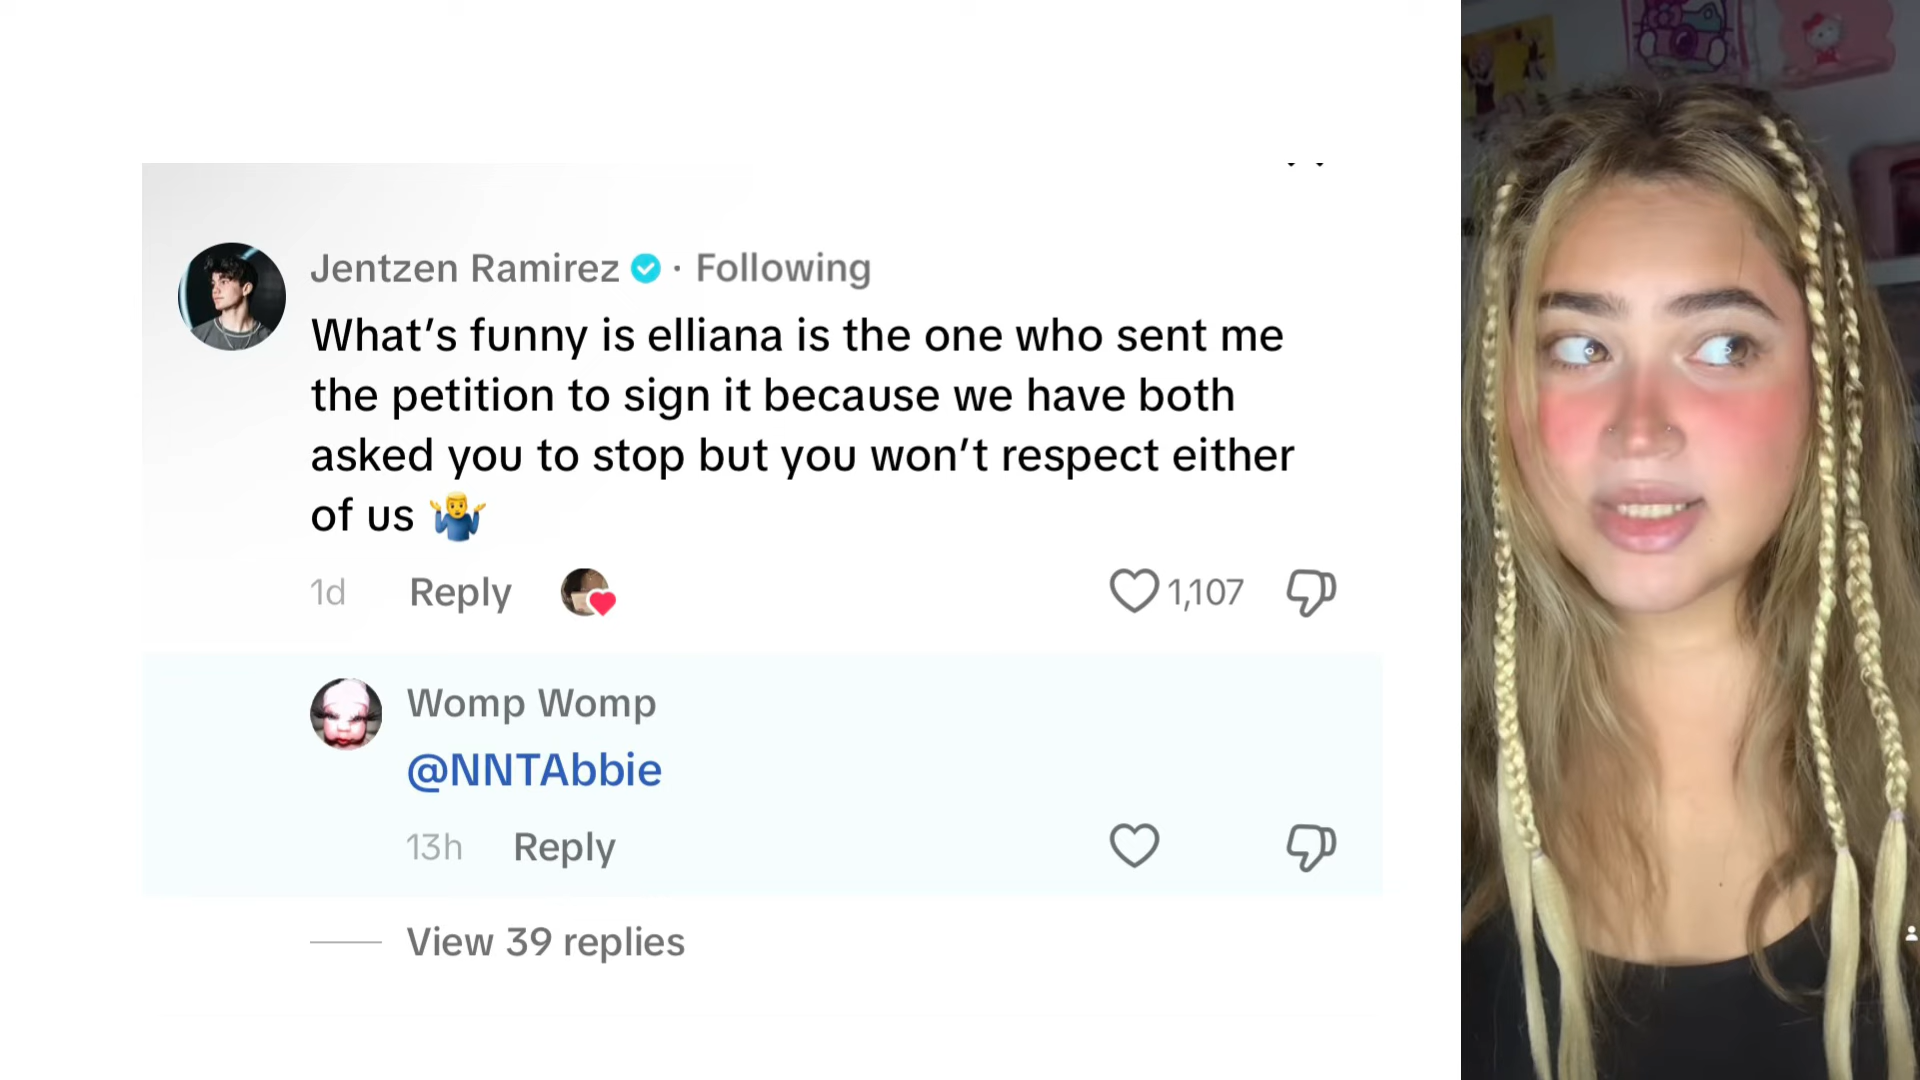 Jentzen Ramirez · Following
What’s funny is elliana is the one who sent me
the petition to sign it because we have both
asked you to stop but you won’t respect either
of us 🤷‍♂️
1d Reply 1,107
Womp Womp
@NNTAbbie
13h Reply
View 39 replies